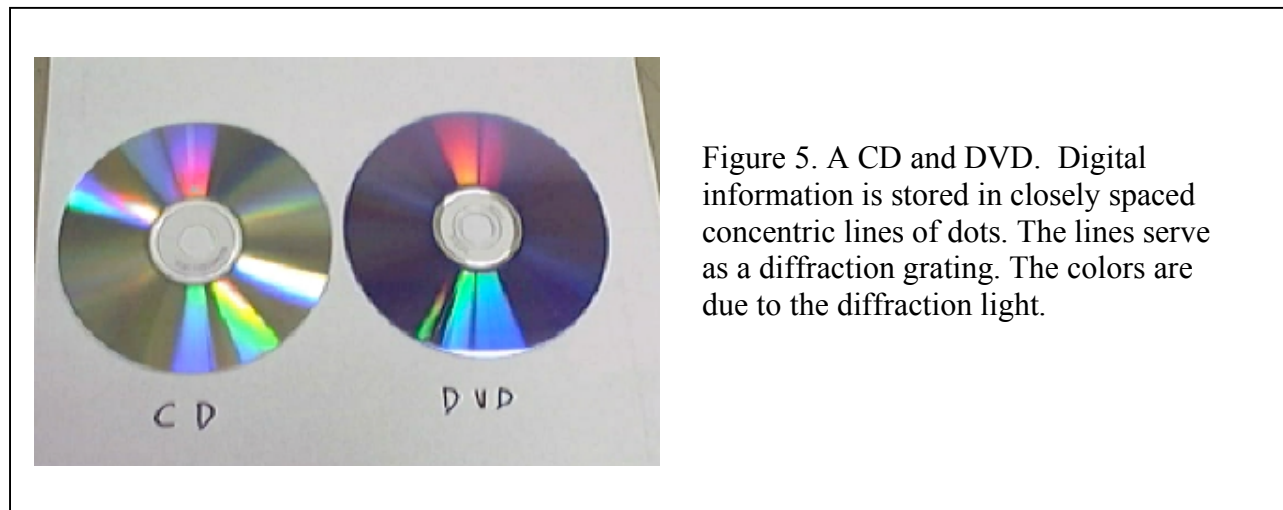 Figure 5. A CD and DVD. Digital
information is stored in closely spaced
concentric lines of dots. The lines serve
as a diffraction grating. The colors are
due to the diffraction light.
CD
DVD